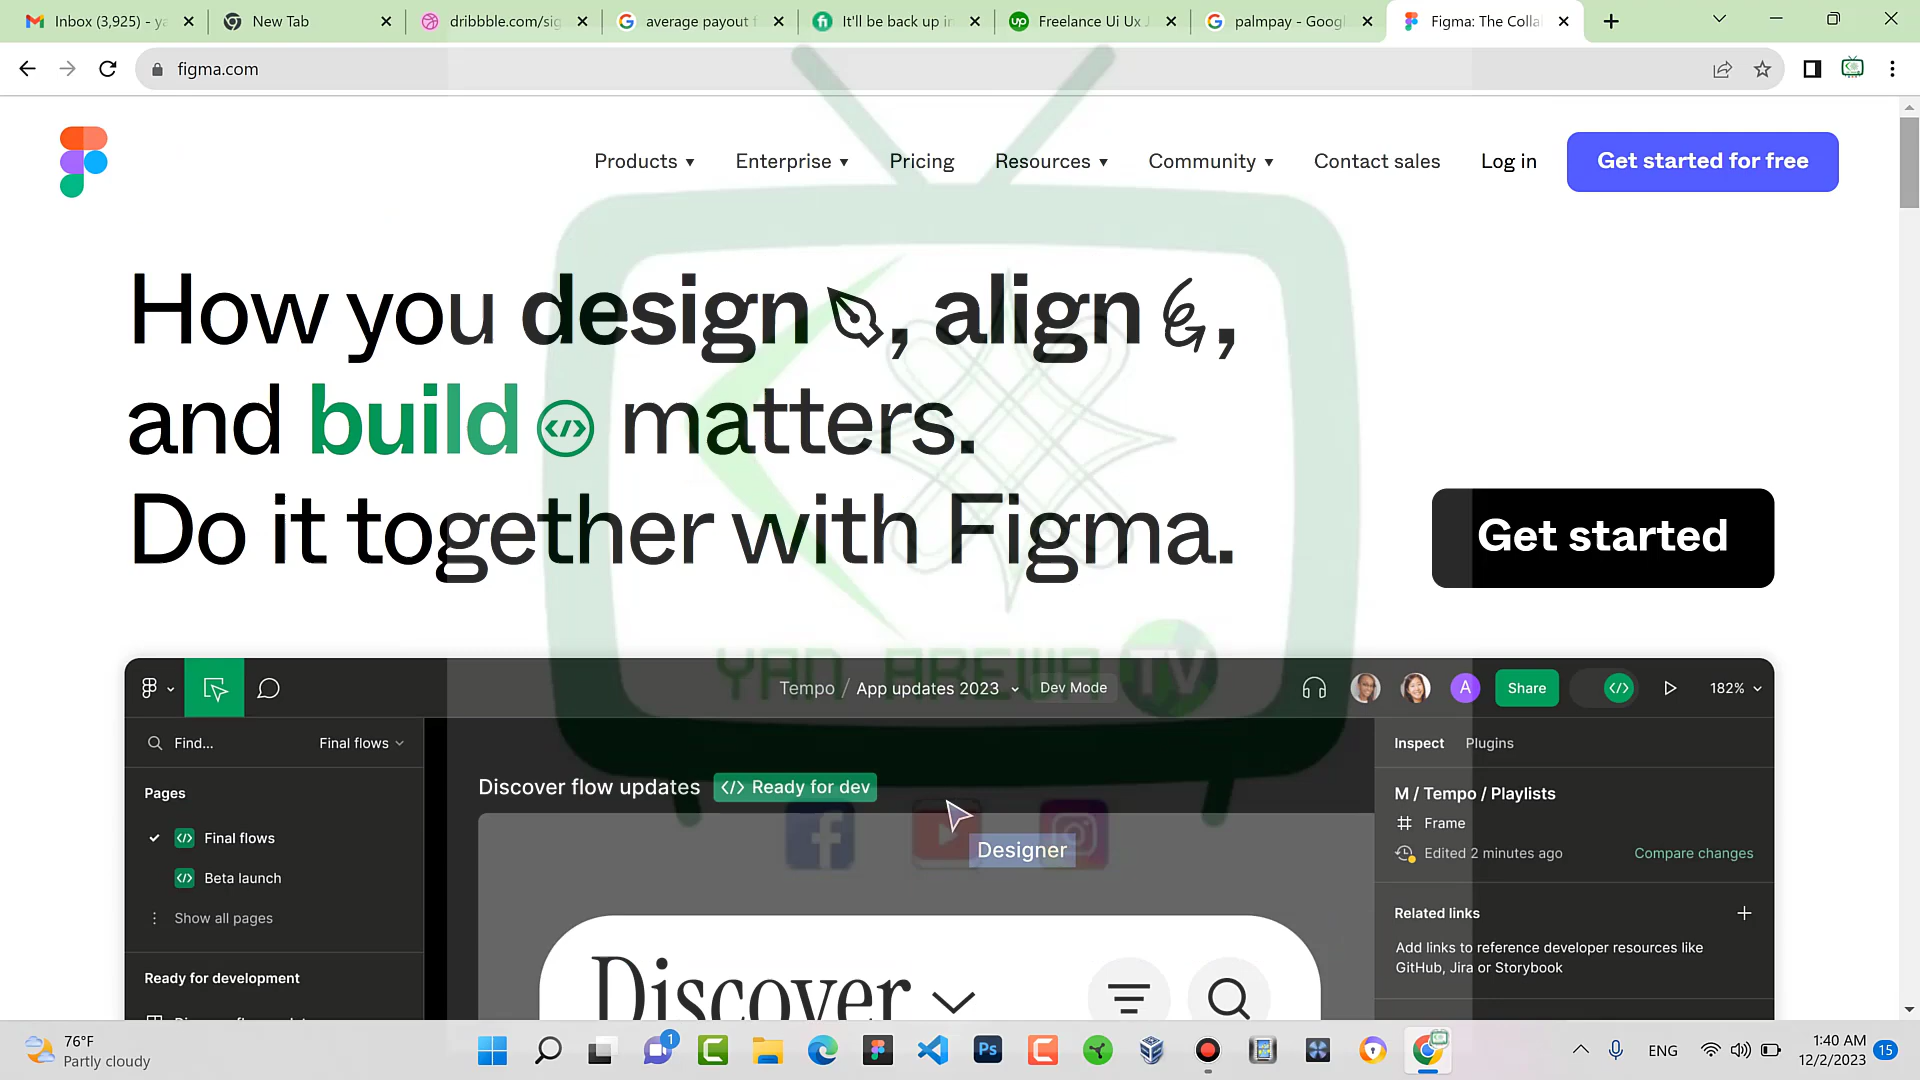 Inbox (3,925) - ya
New Tab
dribbble.com/sig
average payout f
It'll be back up in
Freelance Ui Ux J
palmpay - Googl
Figma: The Colla
figma.com
Products
Enterprise
Pricing
Resources
Community
Contact sales
Log in
Get started for free
How you design, align,
and build matters.
Do it together with Figma.
Get started
YAN AREWA TV
Tempo / App updates 2023
Dev Mode
A
Share
182%
Find...
Final flows
Inspect
Plugins
Pages
Discover flow updates
Ready for dev
M / Tempo / Playlists
Final flows
Frame
Designer
Edited 2 minutes ago
Compare changes
Beta launch
Show all pages
Related links
Add links to reference developer resources like
GitHub, Jira or Storybook
Ready for development
Discover
76°F
Partly cloudy
1
Ps
ENG
1:40 AM
12/2/2023
15